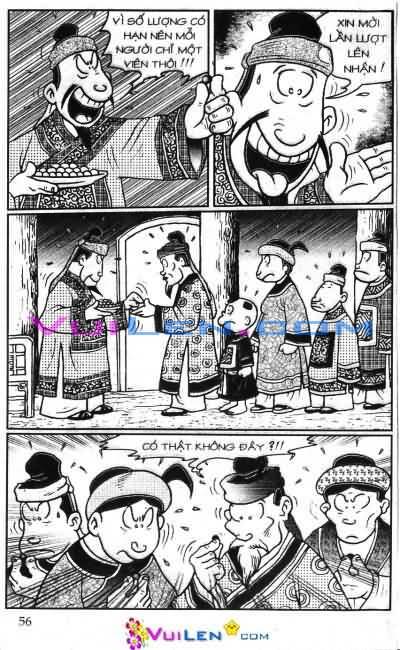 VÌ SỐ LƯỢNG CÓ
HẠN NÊN MỖI
NGƯỜI CHỈ MỘT
VIÊN THÔI !!!
XIN MỜI
LẦN LƯỢT
LÊN
NHẬN !
VuiLen.com
CÓ THẬT KHÔNG ĐÂY ?!!
56
VuiLen.com